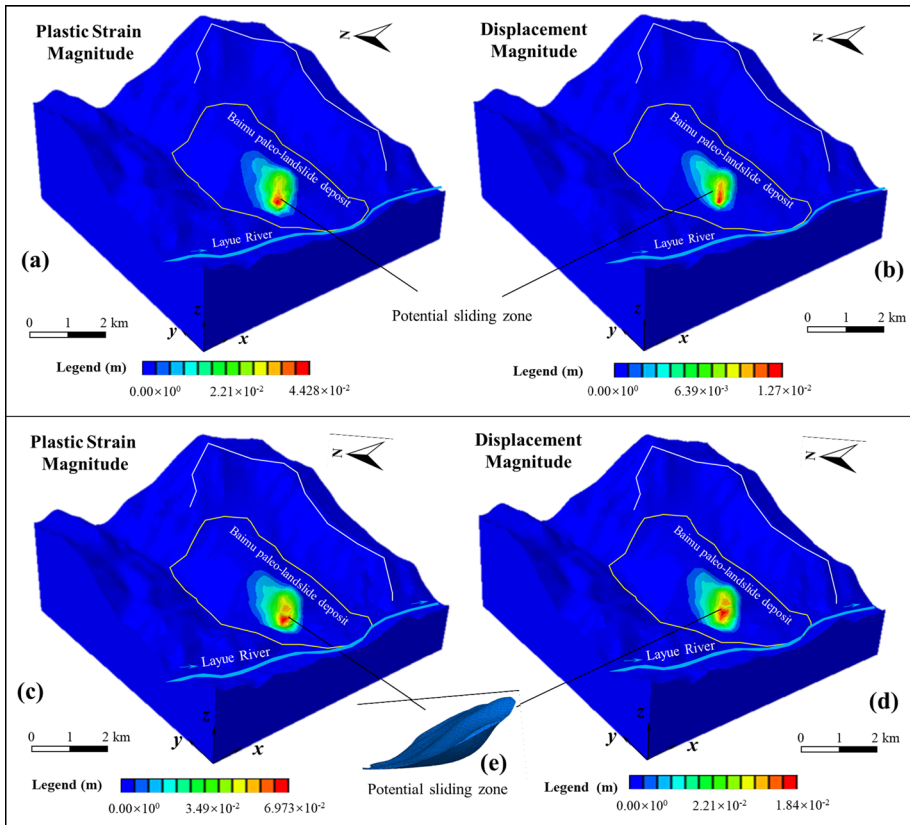 Plastic Strain
Magnitude
N
Baimu paleo-landslide deposit
Layue River
(a)
z
y
x
0 1 2 km
Legend (m)
0.00×10⁰ 2.21×10⁻² 4.428×10⁻²
Displacement
Magnitude
N
Baimu paleo-landslide deposit
Layue River
(b)
z
y
x
0 1 2 km
Legend (m)
0.00×10⁰ 6.39×10⁻³ 1.27×10⁻²
Potential sliding zone
Plastic Strain
Magnitude
N
Baimu paleo-landslide deposit
Layue River
(c)
z
y
x
0 1 2 km
Legend (m)
0.00×10⁰ 3.49×10⁻² 6.973×10⁻²
Displacement
Magnitude
N
Baimu paleo-landslide deposit
Layue River
(d)
z
y
x
0 1 2 km
Legend (m)
0.00×10⁰ 2.21×10⁻² 1.84×10⁻²
(e)
Potential sliding zone